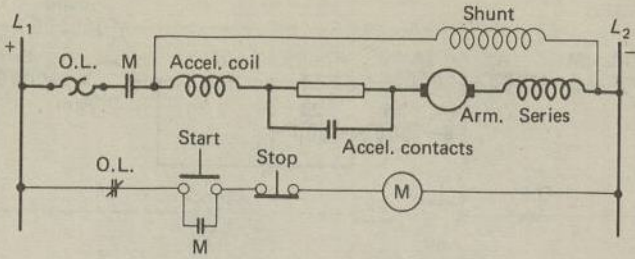 Shunt
L1
L2
+
−
O.L.
M
Accel. coil
Arm.
Series
Accel. contacts
Start
Stop
O.L.
M
M